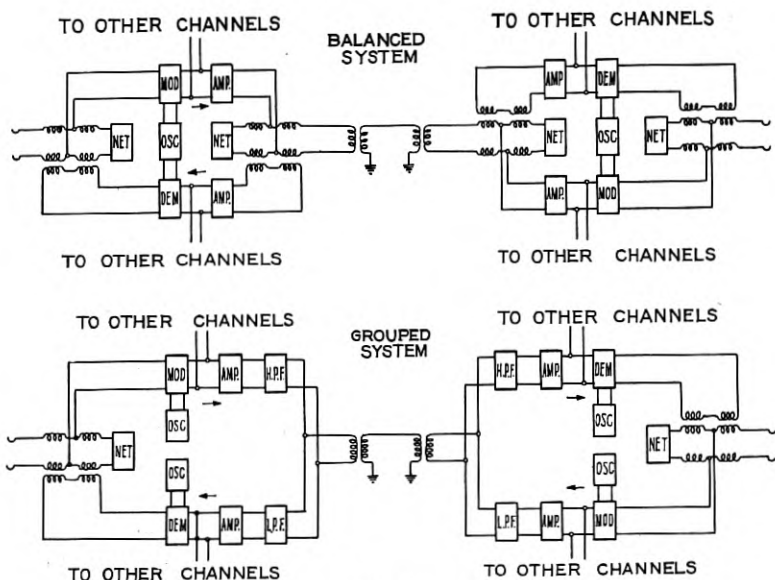 TO OTHER CHANNELS
BALANCED
SYSTEM
TO OTHER CHANNELS
MOD
AMP.
AMP
DEM
NET
OSC
NET
NET
OSC
NET
DEM
AMP.
AMP.
MOD
TO OTHER CHANNELS
TO OTHER CHANNELS
TO OTHER CHANNELS
GROUPED
SYSTEM
TO OTHER CHANNELS
MOD
AMP.
H.P.F.
H.P.F.
AMP.
DEM
OSC
OSC
NET
NET
OSC
OSC
DEM
AMP.
L.P.F.
L.P.F.
AMP.
MOD
TO OTHER CHANNELS
TO OTHER CHANNELS